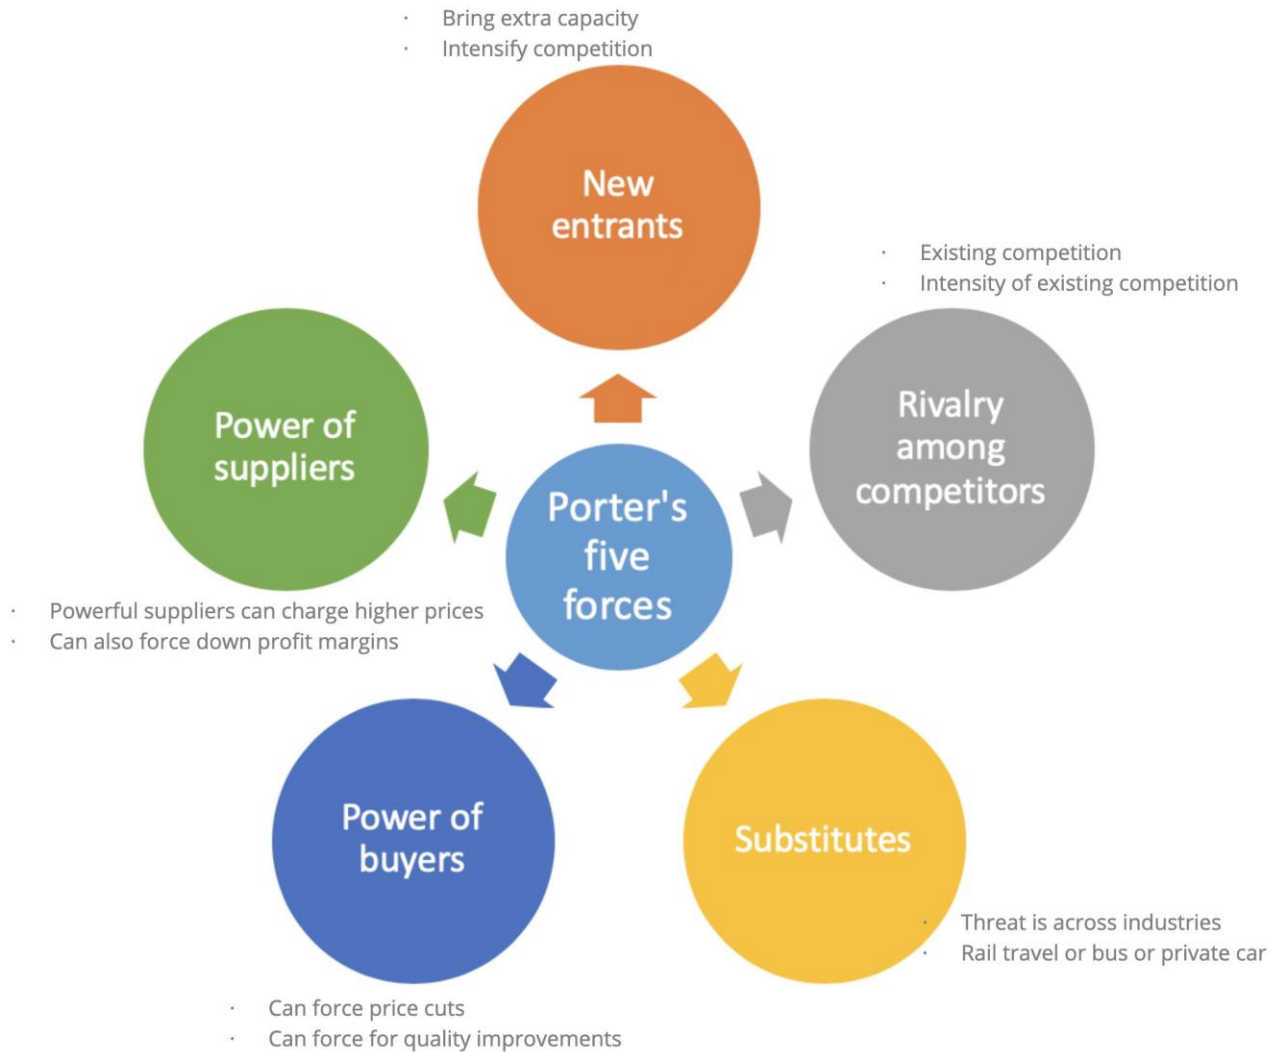 · Bring extra capacity
· Intensify competition
New
entrants
· Existing competition
· Intensity of existing competition
Rivalry
among
competitors
Power of
suppliers
Porter's
five
forces
· Powerful suppliers can charge higher prices
· Can also force down profit margins
Power of
buyers
Substitutes
· Threat is across industries
· Rail travel or bus or private car
· Can force price cuts
· Can force for quality improvements